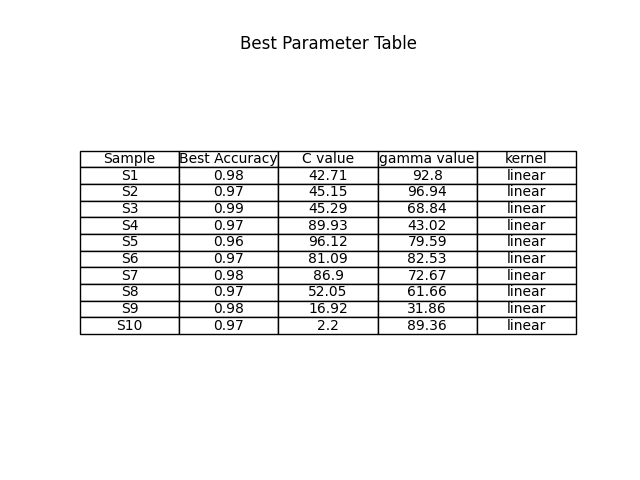 Best Parameter Table
Sample Best Accuracy C value gamma value kernel
S1 0.98 42.71 92.8 linear
S2 0.97 45.15 96.94 linear
S3 0.99 45.29 68.84 linear
S4 0.97 89.93 43.02 linear
S5 0.96 96.12 79.59 linear
S6 0.97 81.09 82.53 linear
S7 0.98 86.9 72.67 linear
S8 0.97 52.05 61.66 linear
S9 0.98 16.92 31.86 linear
S10 0.97 2.2 89.36 linear